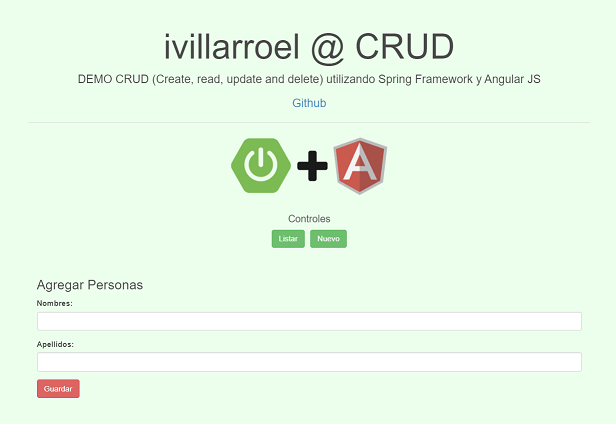 ivillarroel @ CRUD
DEMO CRUD (Create, read, update and delete) utilizando Spring Framework y Angular JS
Github
A
Controles
Listar Nuevo
Agregar Personas
Nombres:
Apellidos:
Guardar